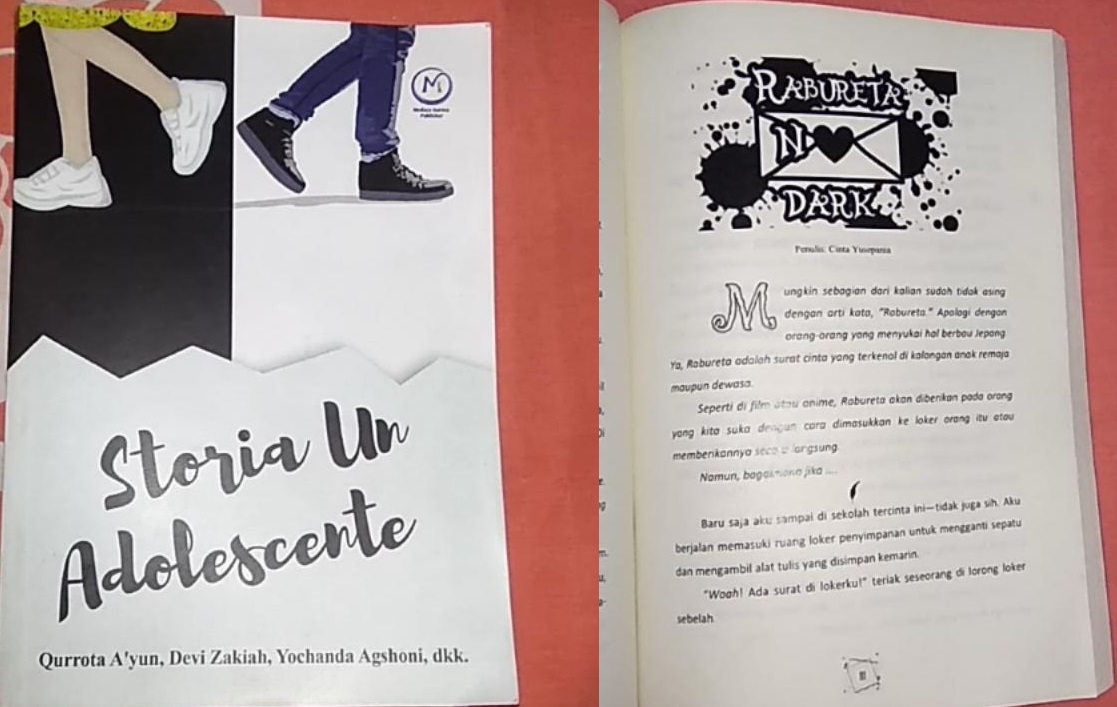 Storia Un
Adolescente
Qurrota A'yun, Devi Zakiah, Yochanda Agshoni, dkk.
M
Publisher
RABURETA
N
DARK
Penulis: Cinta Yusepania
Mungkin sebagian dari kalian sudah tidak asing
dengan arti kata, "Rabureta." Apalagi dengan
orang-orang yang menyukai hal berbau Jepang
Ya, Rabureta adalah surat cinta yang terkenal di kalangan anak remaja
maupun dewasa.
Seperti di film atau anime, Rabureta akan diberikan pada orang
yang kita suka dengan cara dimasukkan ke loker orang itu atau
memberikannya secara langsung.
Namun, bagaimana jika ....
Baru saja aku sampai di sekolah tercinta ini—tidak juga sih. Aku
berjalan memasuki ruang loker penyimpanan untuk mengganti sepatu
dan mengambil alat tulis yang disimpan kemarin.
"Woah! Ada surat di lokerku!" teriak seseorang di lorong loker
sebelah.